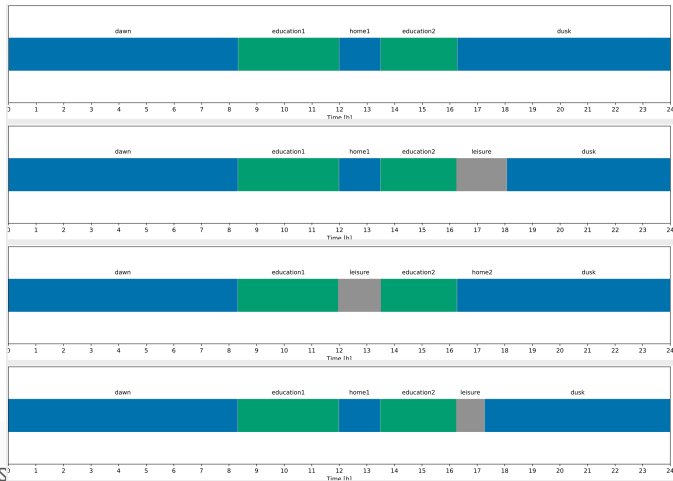 dawn education1 home1 education2 dusk
0 1 2 3 4 5 6 7 8 9 10 11 12 13 14 15 16 17 18 19 20 21 22 23 24
Time [h]
dawn education1 home1 education2 leisure dusk
0 1 2 3 4 5 6 7 8 9 10 11 12 13 14 15 16 17 18 19 20 21 22 23 24
Time [h]
dawn education1 leisure education2 home2 dusk
0 1 2 3 4 5 6 7 8 9 10 11 12 13 14 15 16 17 18 19 20 21 22 23 24
Time [h]
dawn education1 home1 education2 leisure dusk
1 2 3 4 5 6 7 8 9 10 11 12 13 14 15 16 17 18 19 20 21 22 23 24
Time [h]